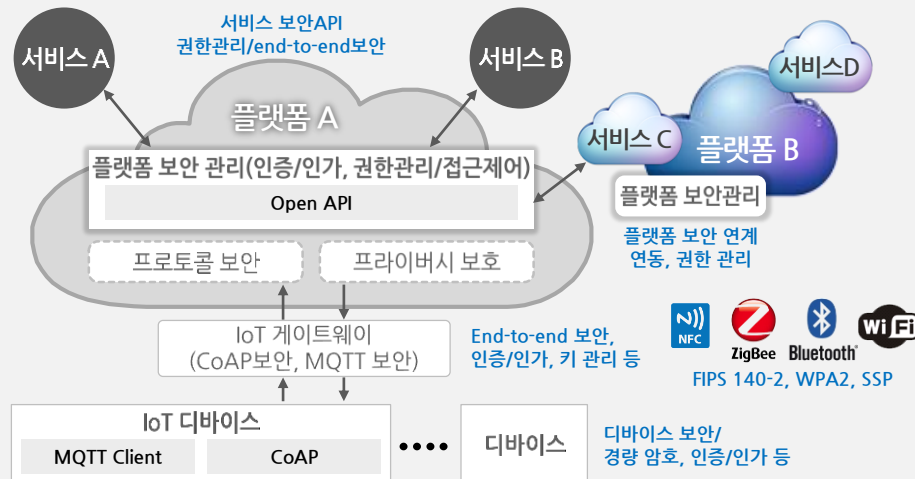 서비스 보안API
권한관리/end-to-end보안
서비스 A
서비스 B
서비스D
플랫폼 A
서비스 C
플랫폼 B
플랫폼 보안 관리(인증/인가, 권한관리/접근제어)
Open API
플랫폼 보안관리
플랫폼 보안 연계
연동, 권한 관리
프로토콜 보안
프라이버시 보호
IoT 게이트웨이
(CoAP보안, MQTT 보안)
End-to-end 보안,
인증/인가, 키 관리 등
NFC
ZigBee
Bluetooth
Wi Fi
FIPS 140-2, WPA2, SSP
IoT 디바이스
MQTT Client
CoAP
디바이스
디바이스 보안/
경량 암호, 인증/인가 등